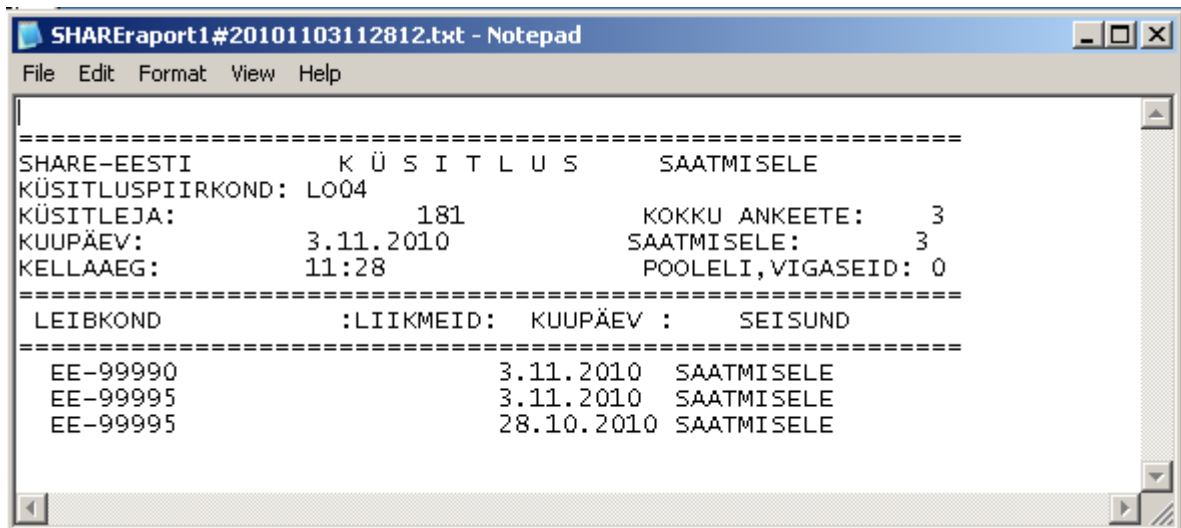 SHAREraport1#20101103112812.txt - Notepad
File Edit Format View Help
===========================================================
SHARE-EESTI K Ü S I T L U S SAATMISELE
KÜSITLUSPIIRKOND: LO04
KÜSITLEJA: 181 KOKKU ANKEETE: 3
KUUPÄEV: 3.11.2010 SAATMISELE: 3
KELLAAEG: 11:28 POOLELI,VIGASEID: 0
===========================================================
LEIBKOND :LIIKMEID: KUUPÄEV : SEISUND
===========================================================
EE-99990 3.11.2010 SAATMISELE
EE-99995 3.11.2010 SAATMISELE
EE-99995 28.10.2010 SAATMISELE